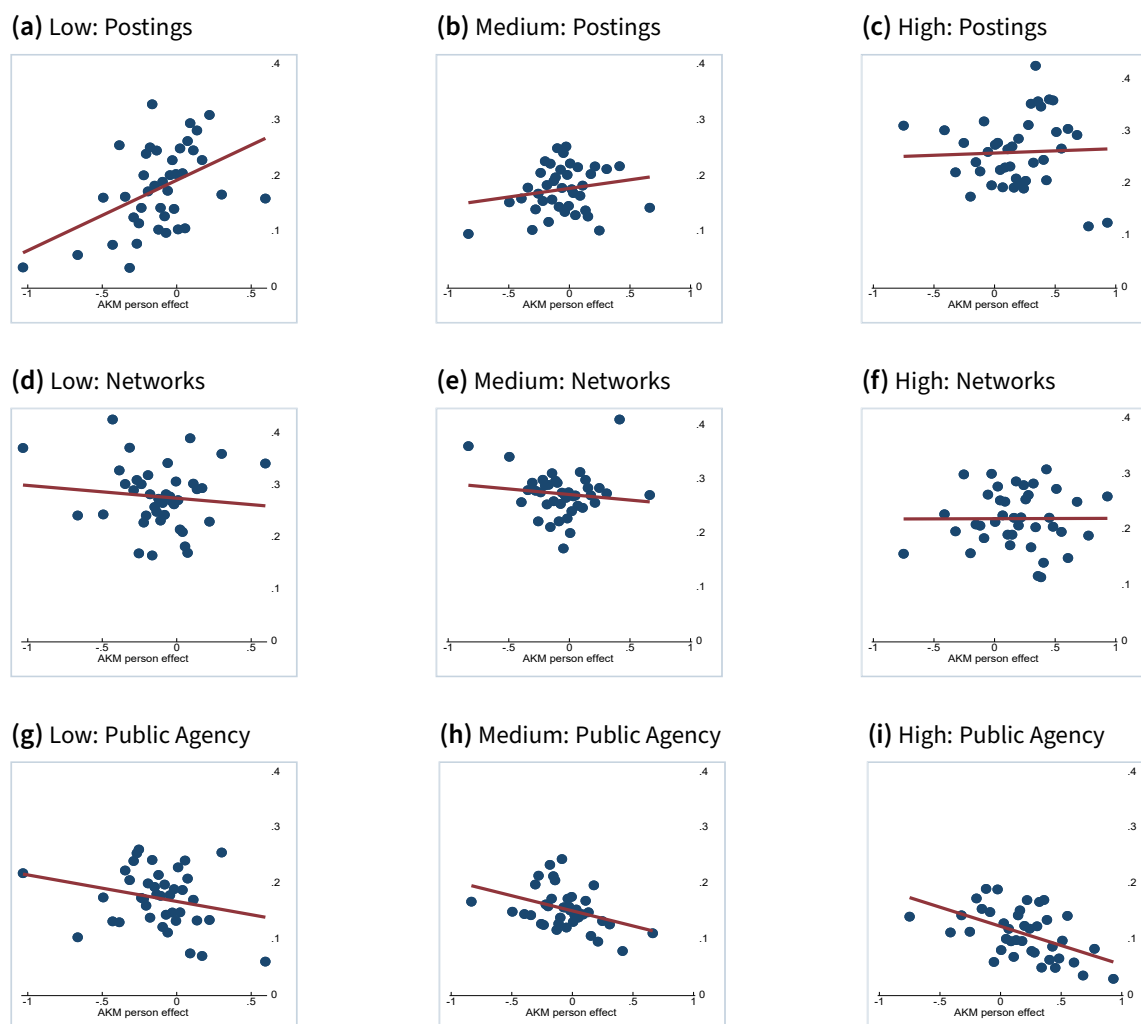 (a) Low: Postings
(b) Medium: Postings
(c) High: Postings
.4
.3
.2
.1
0
-1 -.5 0 .5
AKM person effect
.4
.3
.2
.1
0
-1 -.5 0 .5 1
AKM person effect
.4
.3
.2
.1
0
-1 -.5 0 .5 1
AKM person effect
(d) Low: Networks
(e) Medium: Networks
(f) High: Networks
.4
.3
.2
.1
0
-1 -.5 0 .5
AKM person effect
.4
.3
.2
.1
0
-1 -.5 0 .5 1
AKM person effect
.4
.3
.2
.1
0
-1 -.5 0 .5 1
AKM person effect
(g) Low: Public Agency
(h) Medium: Public Agency
(i) High: Public Agency
.4
.3
.2
.1
0
-1 -.5 0 .5
AKM person effect
.4
.3
.2
.1
0
-1 -.5 0 .5 1
AKM person effect
.4
.3
.2
.1
0
-1 -.5 0 .5 1
AKM person effect